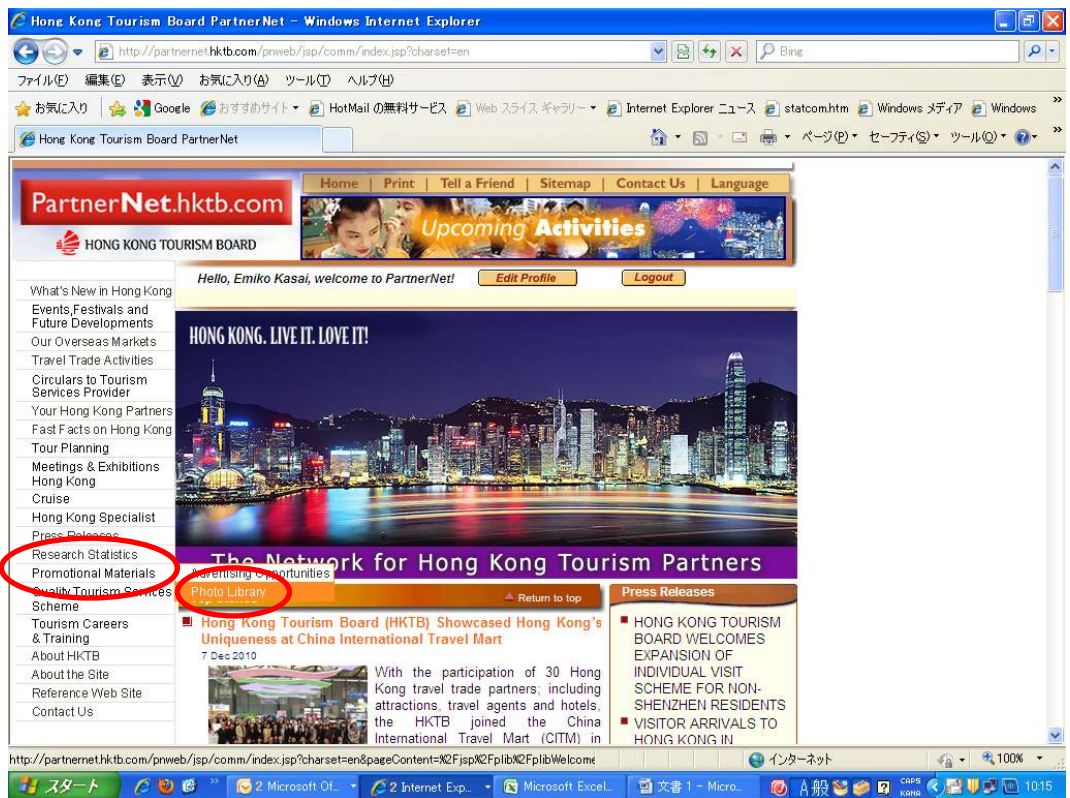 Hong Kong Tourism Board PartnerNet - Windows Internet Explorer
http://partnernet.hktb.com/pnweb/jsp/comm/index.jsp?charset=en
Bing
ファイル(F) 編集(E) 表示(V) お気に入り(A) ツール(T) ヘルプ(H)
お気に入り Google おすすめサイト HotMail の無料サービス Web スライス ギャラリー Internet Explorer ニュース statcom.htm Windows メディア Windows
Hong Kong Tourism Board PartnerNet
ページ(P) セーフティ(S) ツール(O)
Home | Print | Tell a Friend | Sitemap | Contact Us | Language
PartnerNet.hktb.com
HONG KONG TOURISM BOARD
Upcoming Activities
Hello, Emiko Kasai, welcome to PartnerNet!
Edit Profile
Logout
What's New in Hong Kong
Events,Festivals and
Future Developments
Our Overseas Markets
Travel Trade Activities
Circulars to Tourism
Services Provider
Your Hong Kong Partners
Fast Facts on Hong Kong
Tour Planning
Meetings & Exhibitions
Hong Kong
Cruise
Hong Kong Specialist
Press Releases
Research Statistics
Promotional Materials
Quality Tourism Services
Scheme
Tourism Careers
& Training
About HKTB
About the Site
Reference Web Site
Contact Us
HONG KONG. LIVE IT. LOVE IT!
The Network for Hong Kong Tourism Partners
Advertising Opportunities
Photo Library
Return to top
Hong Kong Tourism Board (HKTB) Showcased Hong Kong's
Uniqueness at China International Travel Mart
7 Dec 2010
With the participation of 30 Hong
Kong travel trade partners; including
attractions, travel agents and hotels,
the HKTB joined the China
International Travel Mart (CITM) in
Press Releases
HONG KONG TOURISM
BOARD WELCOMES
EXPANSION OF
INDIVIDUAL VISIT
SCHEME FOR NON-
SHENZHEN RESIDENTS
VISITOR ARRIVALS TO
HONG KONG IN
http://partnernet.hktb.com/pnweb/jsp/comm/index.jsp?charset=en&pageContent=%2Fjsp%2Fplib%2FplibWelcome
インターネット
100%
スタート
2 Microsoft Of...
2 Internet Exp...
Microsoft Excel...
文書 1 - Micro...
A 般
CAPS
KANA
10:15